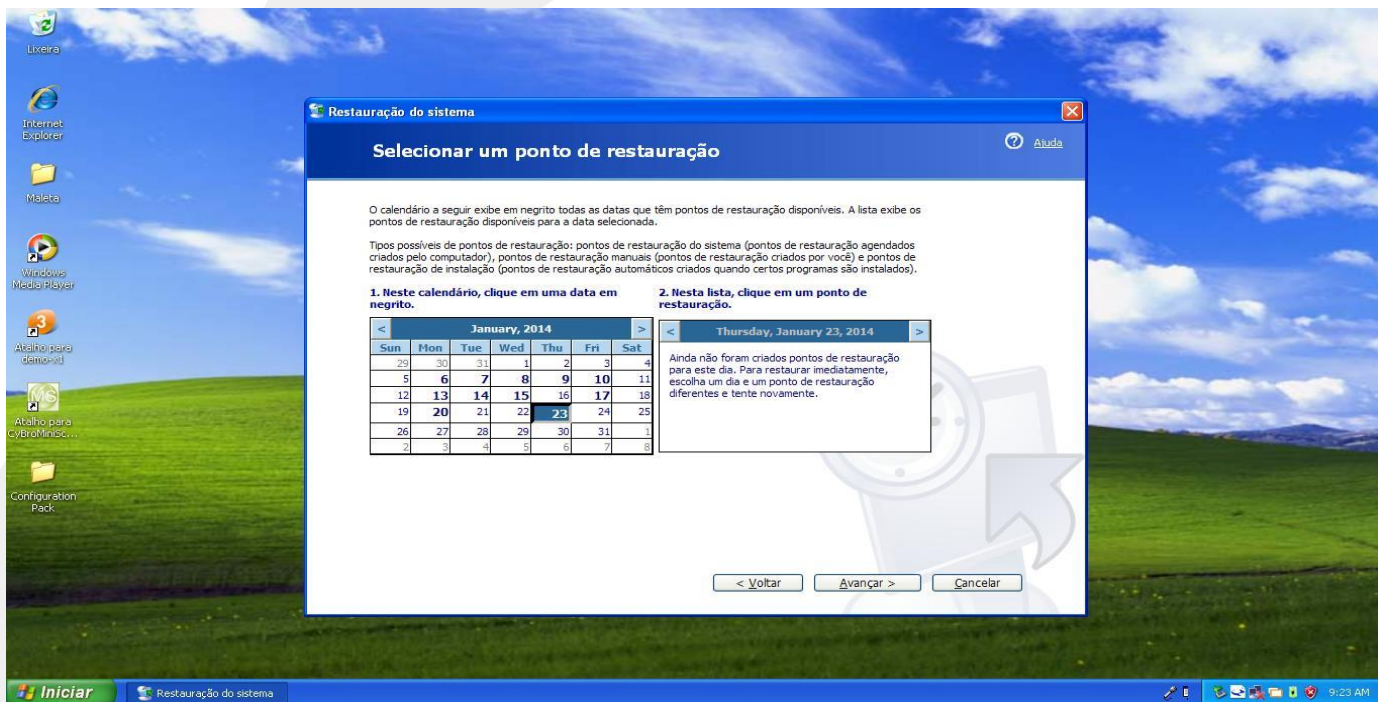 Lixeira
Internet
Explorer
Maleta
Windows
Media Player
Atalho para
demo-xl
Atalho para
CyBroMiniSc...
Configuration
Pack
Restauração do sistema
Selecionar um ponto de restauração
Ajuda
O calendário a seguir exibe em negrito todas as datas que têm pontos de restauração disponíveis. A lista exibe os
pontos de restauração disponíveis para a data selecionada.
Tipos possíveis de pontos de restauração: pontos de restauração do sistema (pontos de restauração agendados
criados pelo computador), pontos de restauração manuais (pontos de restauração criados por você) e pontos de
restauração de instalação (pontos de restauração automáticos criados quando certos programas são instalados).
1. Neste calendário, clique em uma data em
negrito.
< January, 2014 >
Sun Mon Tue Wed Thu Fri Sat
29 30 31 1 2 3 4
5 6 7 8 9 10 11
12 13 14 15 16 17 18
19 20 21 22 23 24 25
26 27 28 29 30 31 1
2 3 4 5 6 7 8
2. Nesta lista, clique em um ponto de
restauração.
< Thursday, January 23, 2014 >
Ainda não foram criados pontos de restauração
para este dia. Para restaurar imediatamente,
escolha um dia e um ponto de restauração
diferentes e tente novamente.
< Voltar Avançar > Cancelar
Iniciar Restauração do sistema 9:23 AM